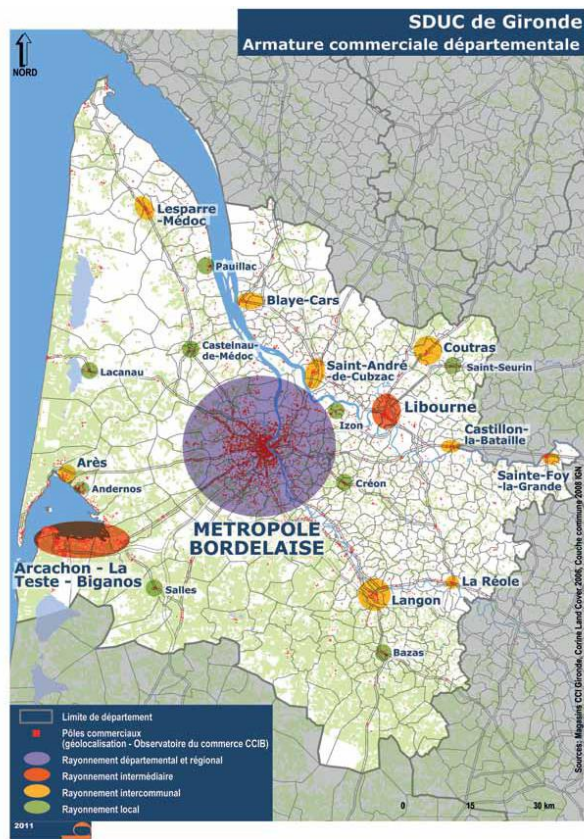 SDUC de Gironde
Armature commerciale départementale
NORD
Lesparre
-Médoc
Pauillac
Blaye-Cars
Castelnau-
de-Médoc
Saint-André
-de-Cubzac
Coutras
Saint-Seurin
Lacanau
Libourne
Izon
Castillon-
la-Bataille
Sainte-Foy
-la-Grande
Arès
Andernos
Créon
METROPOLE
BORDELAISE
Arcachon - La
Teste - Biganos
Salles
La Réole
Langon
Bazas
Limite de département
Pôles commerciaux
(géolocalisation - Observatoire du commerce CCIB)
Rayonnement départemental et régional
Rayonnement intermédiaire
Rayonnement intercommunal
Rayonnement local
2011
0 15 30 km
Sources; Magasins CCI Gironde, Corine Land Cover 2006, Couche commune 2008 IGN